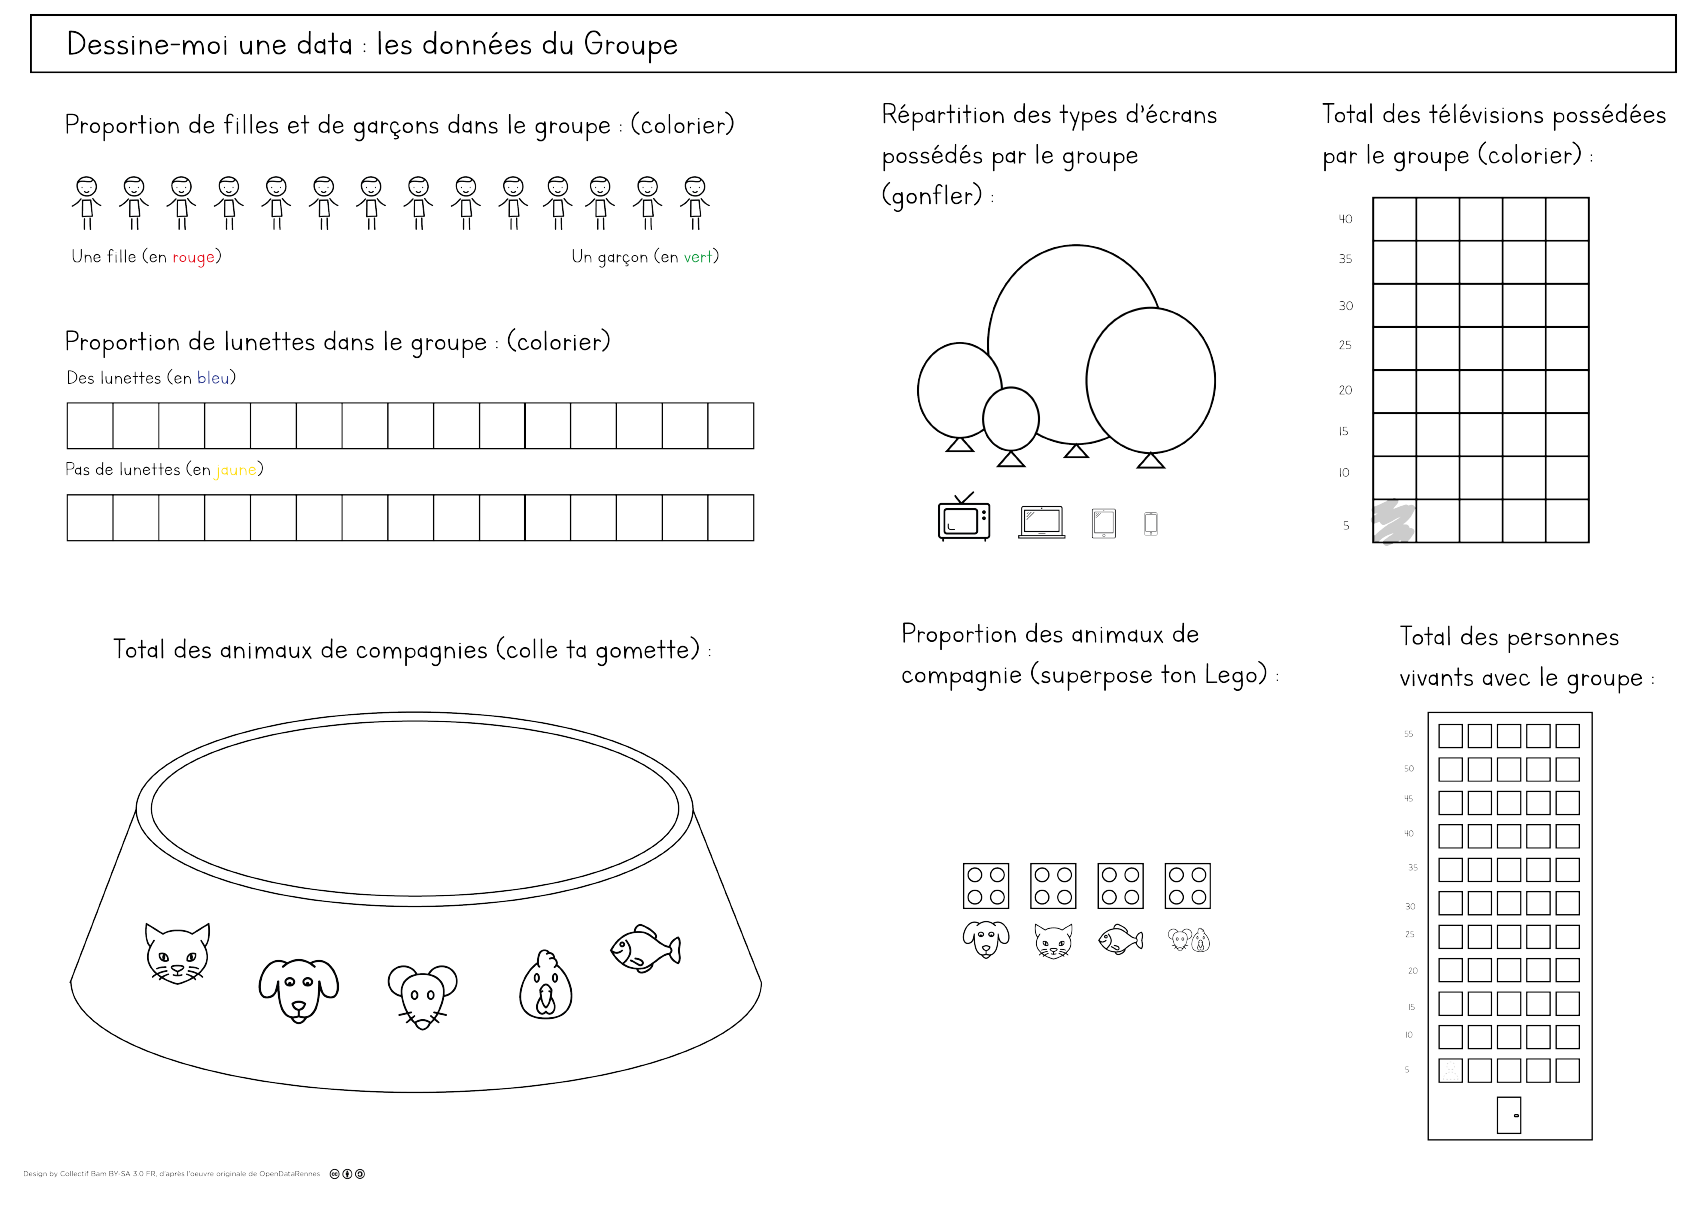 Dessine-moi une data : les données du Groupe
Proportion de filles et de garçons dans le groupe : (colorier)
Une fille (en rouge)
Un garçon (en vert)
Proportion de lunettes dans le groupe : (colorier)
Des lunettes (en bleu)
Pas de lunettes (en jaune)
Répartition des types d'écrans
possédés par le groupe
(gonfler) :
Total des télévisions possédées
par le groupe (colorier) :
40
35
30
25
20
15
10
5
Total des animaux de compagnies (colle ta gomette) :
Proportion des animaux de
compagnie (superpose ton Lego) :
Total des personnes
vivants avec le groupe :
55
50
45
40
35
30
25
20
15
10
5
Design by Collectif Bam BY-SA 3.0 FR, d'après l'oeuvre originale de OpenDataRennes